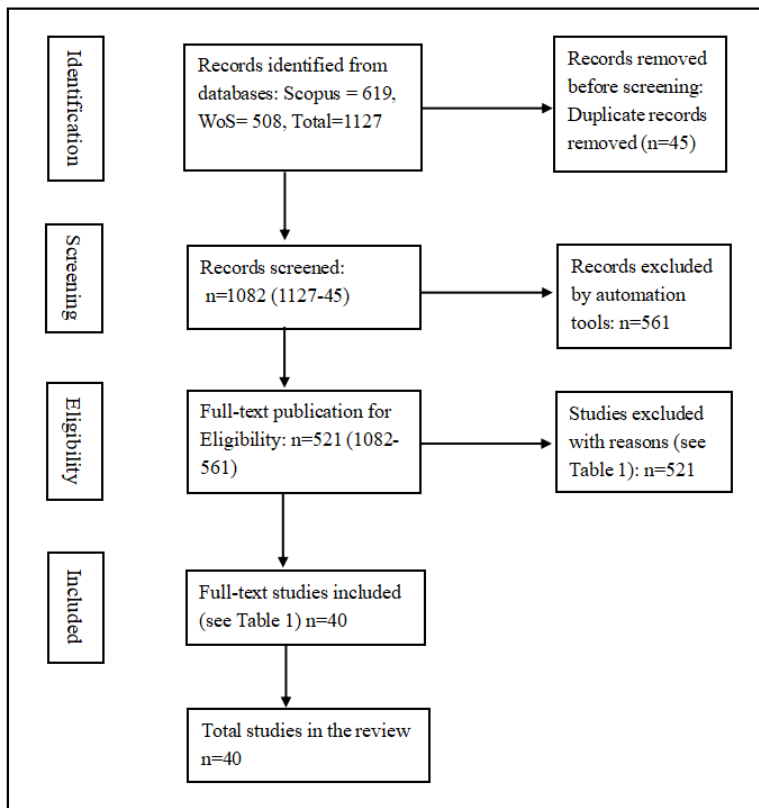 Identification
Records identified from
databases: Scopus = 619,
WoS= 508, Total=1127
Records removed
before screening:
Duplicate records
removed (n=45)
Screening
Records screened:
n=1082 (1127-45)
Records excluded
by automation
tools: n=561
Eligibility
Full-text publication for
Eligibility: n=521 (1082-
561)
Studies excluded
with reasons (see
Table 1): n=521
Included
Full-text studies included
(see Table 1) n=40
Total studies in the review
n=40